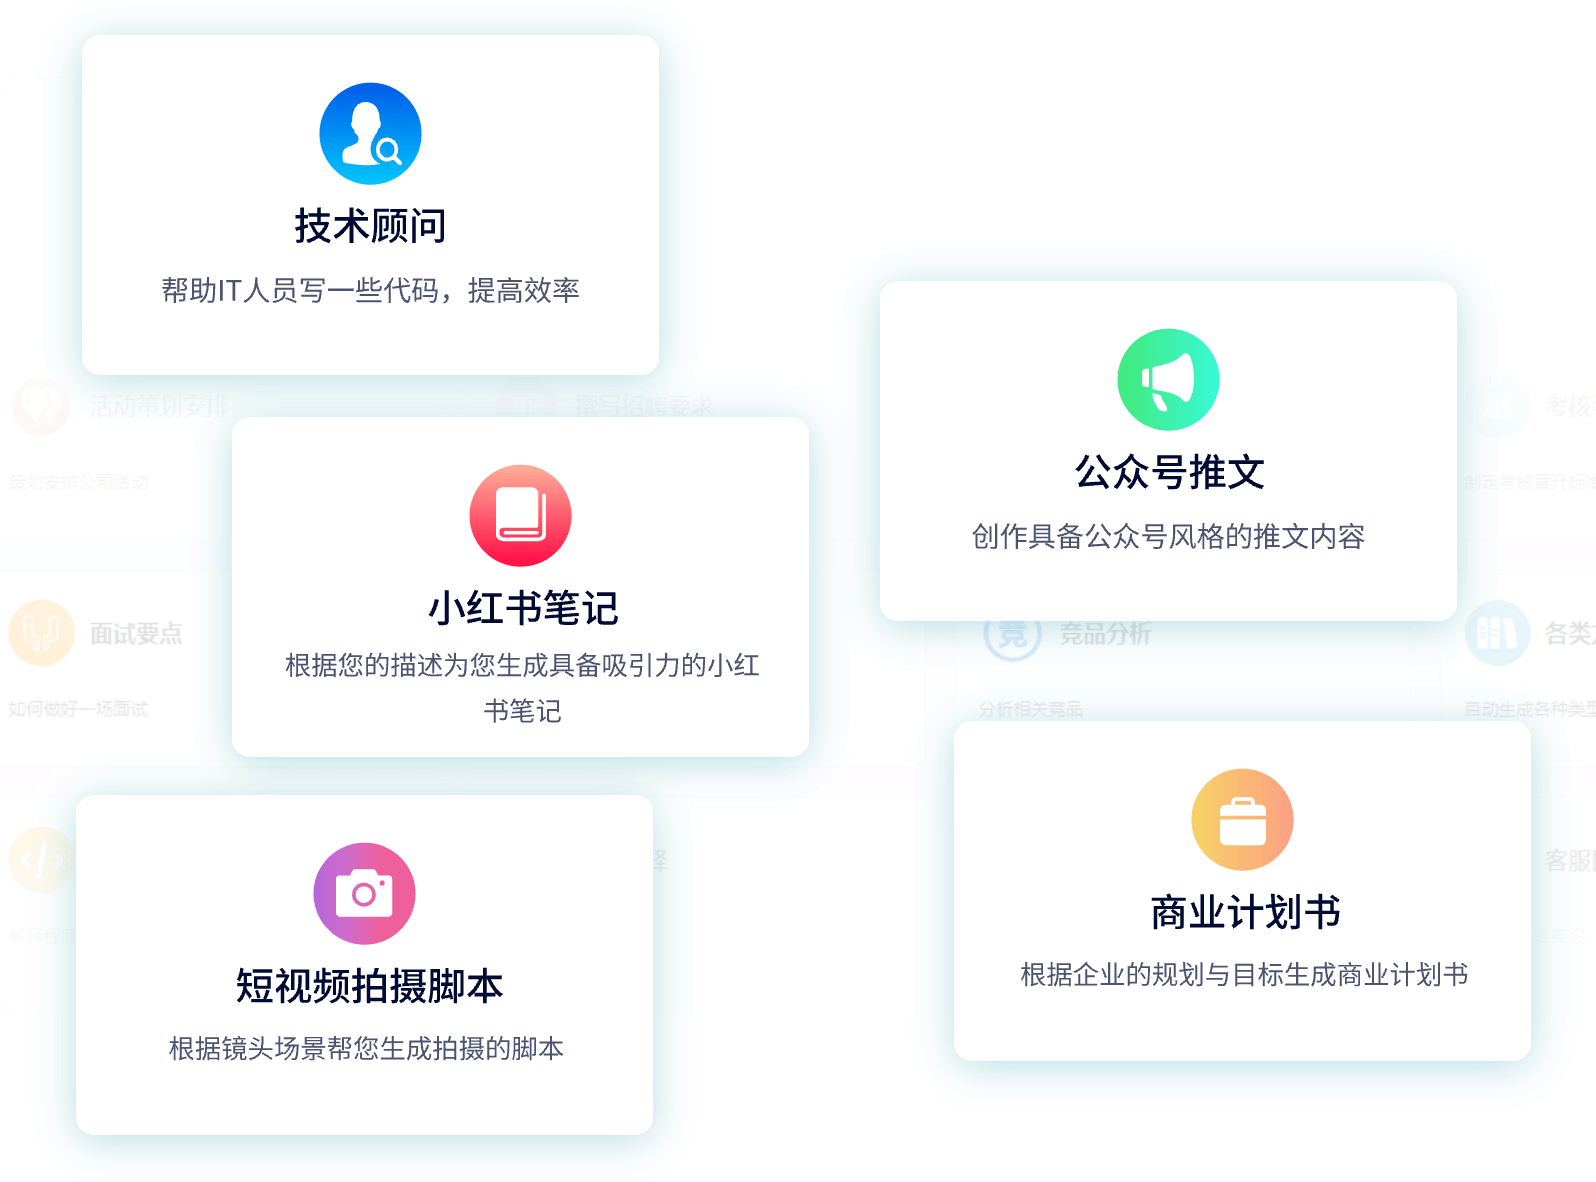 技术顾问
帮助IT人员写一些代码，提高效率
公众号推文
创作具备公众号风格的推文内容
小红书笔记
根据您的描述为您生成具备吸引力的小红
书笔记
商业计划书
根据企业的规划与目标生成商业计划书
短视频拍摄脚本
根据镜头场景帮您生成拍摄的脚本
活动策划安排
撰写招聘要求
考核
策划安排公司活动
制定考核晋升标准
面试要点
竞
竞品分析
各类
如何做好一场面试
分析相关竞品
自动生成各种类型
客服